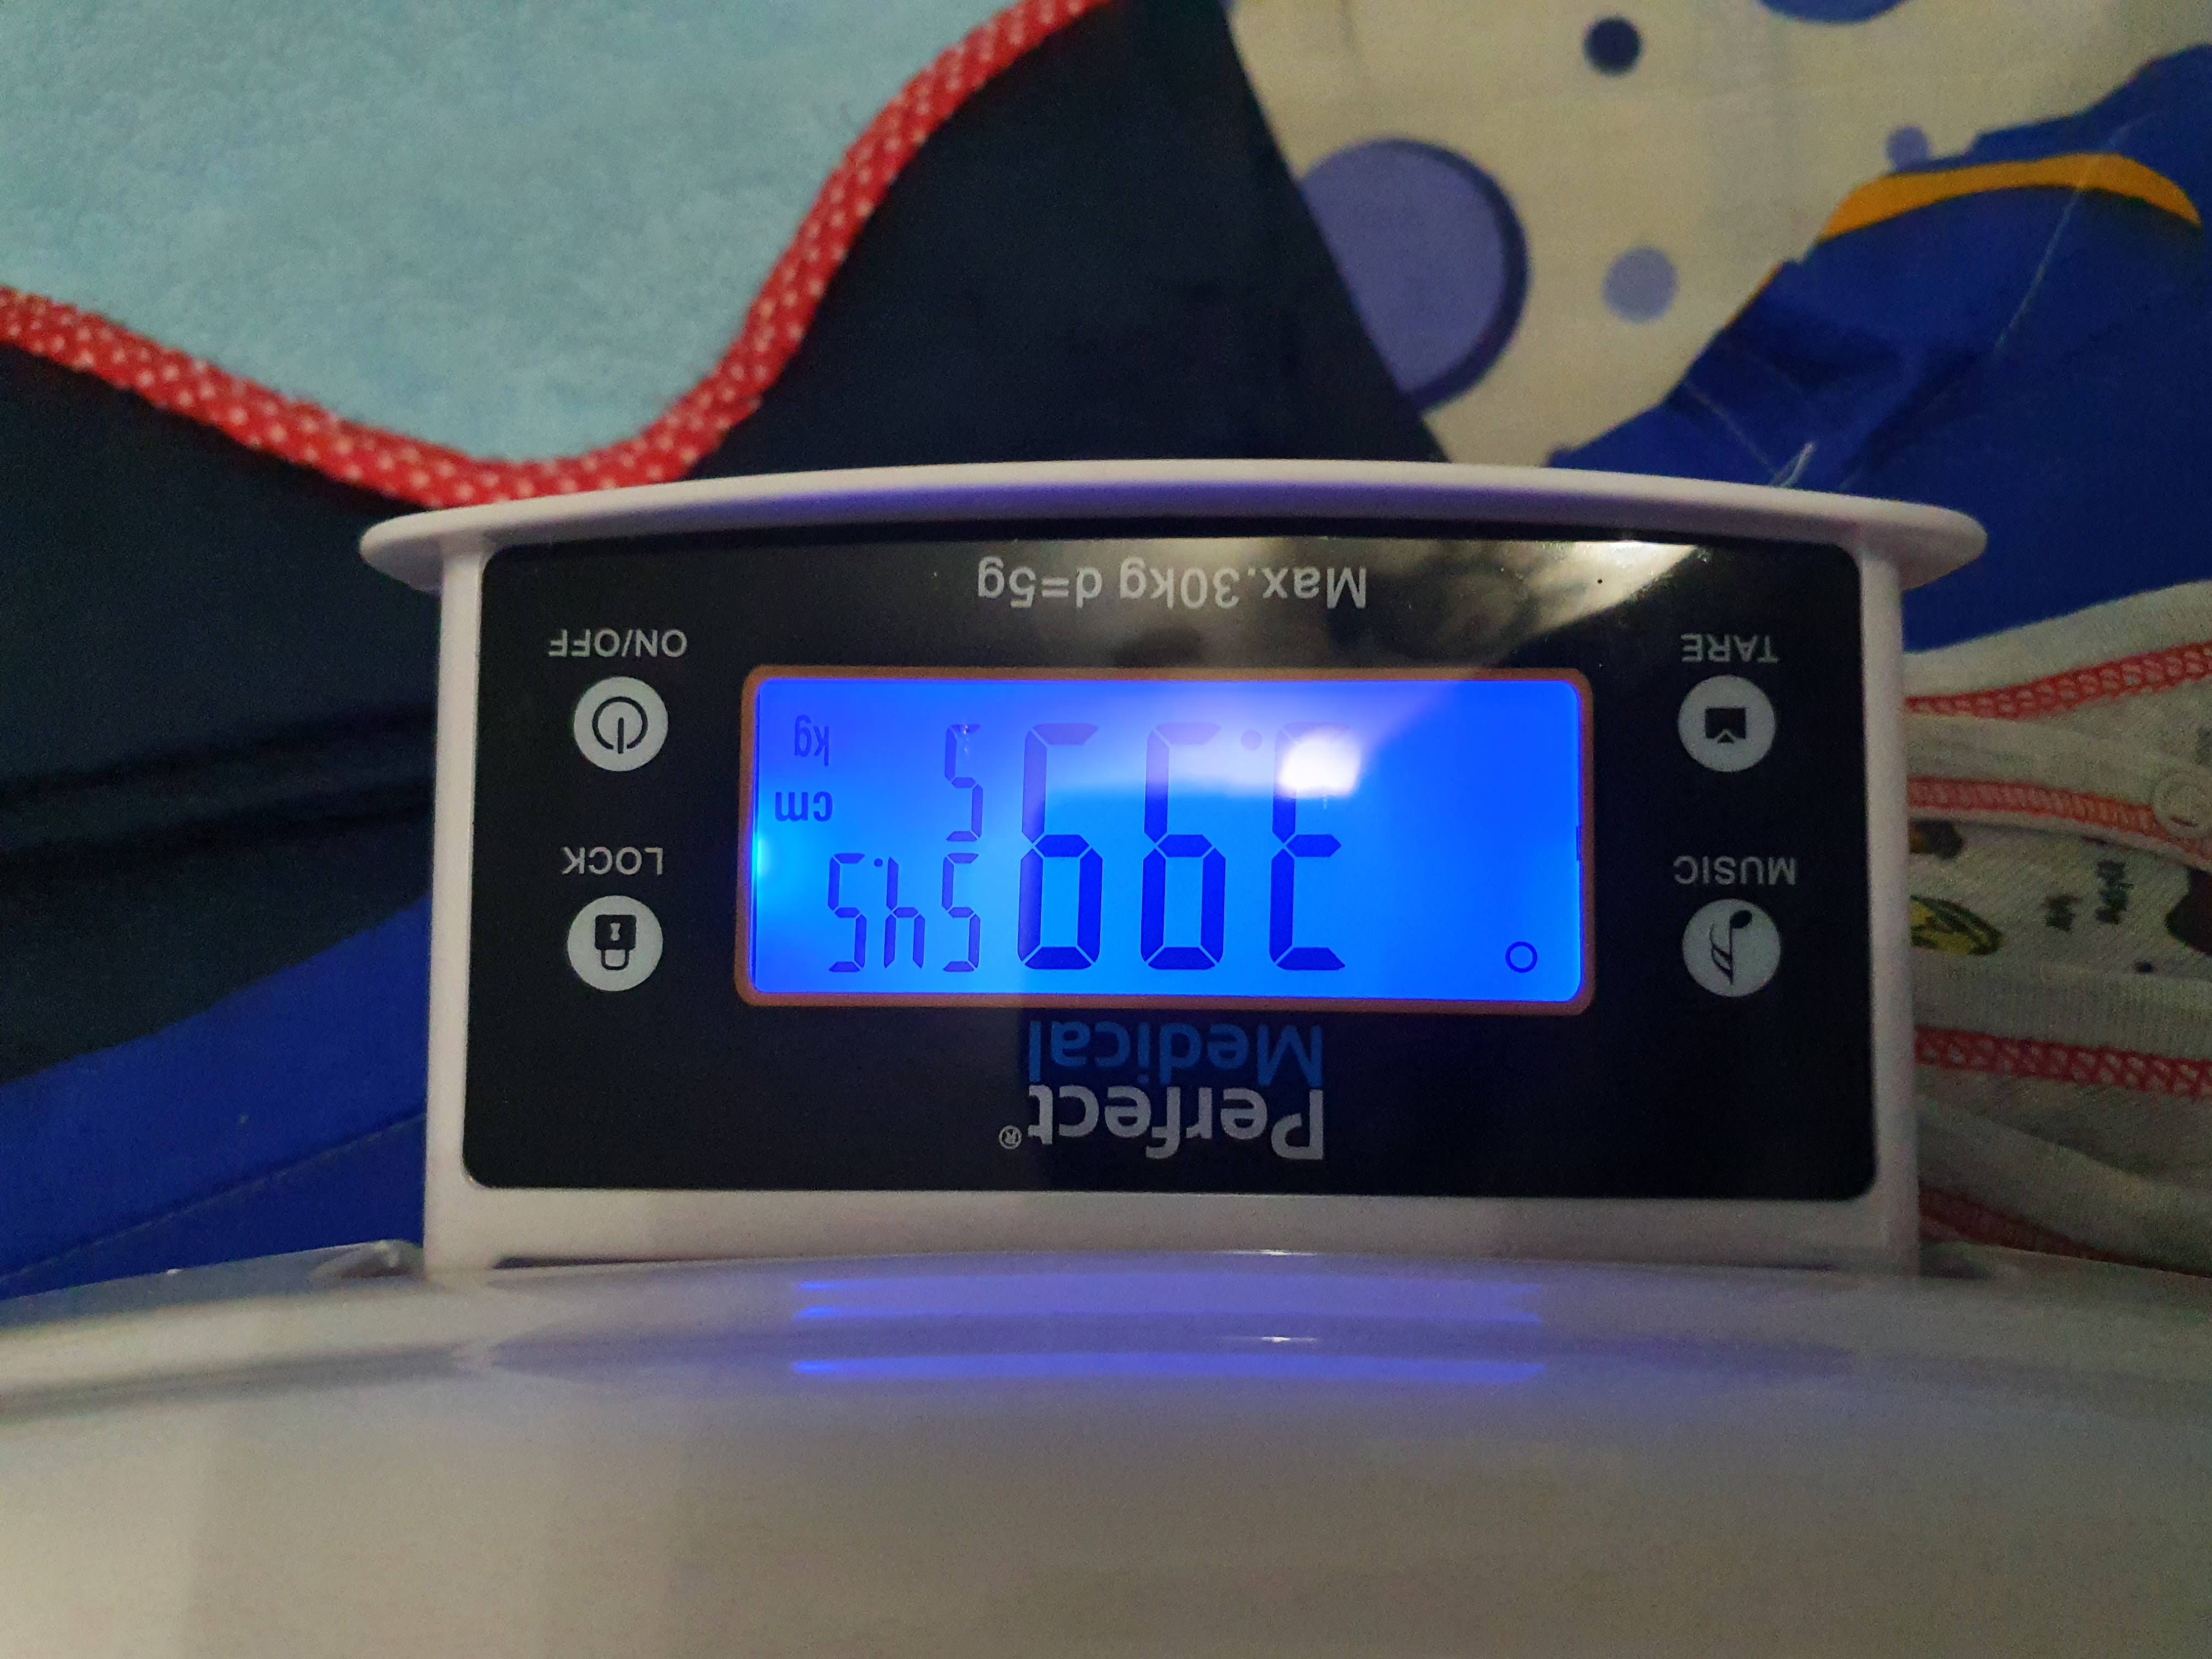 Perfect®
Medical
MUSIC
54.5 cm
LOCK
3.995 kg
TARE
ON/OFF
Max.30kg d=5g